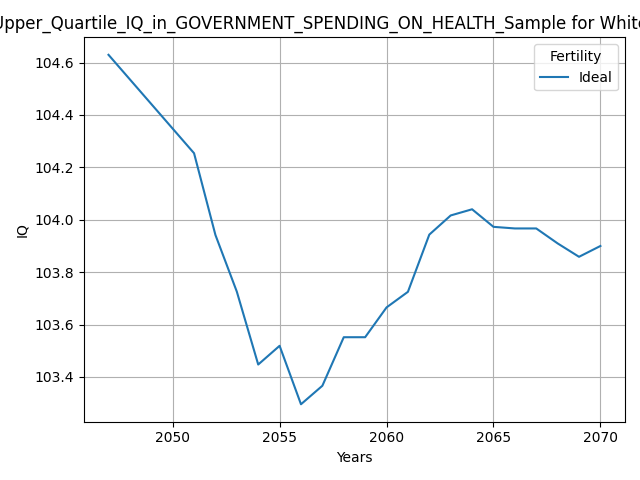 Upper_Quartile_IQ_in_GOVERNMENT_SPENDING_ON_HEALTH_Sample for White
Fertility
Ideal
104.6
104.4
104.2
104.0
103.8
103.6
103.4
IQ
2050 2055 2060 2065 2070
Years